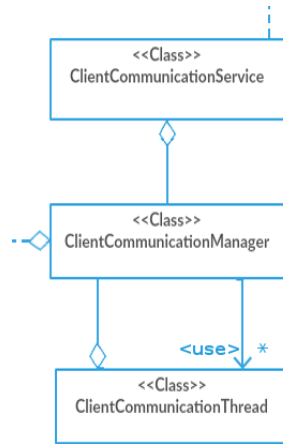 <<Class>>
ClientCommunicationService
<<Class>>
ClientCommunicationManager
<use> *
<<Class>>
ClientCommunicationThread